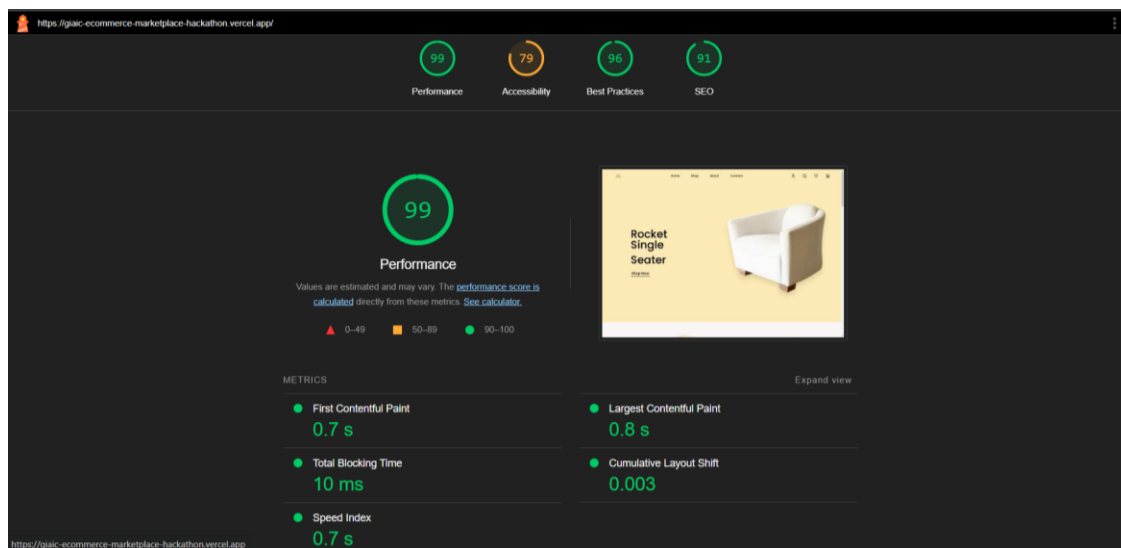 https://giaic-ecommerce-marketplace-hackathon.vercel.app/
99 79 96 91
Performance Accessibility Best Practices SEO
99
Performance
Values are estimated and may vary. The performance score is
calculated directly from these metrics. See calculator.
0–49 50–89 90–100
Home Shop About Contact
Rocket
Single
Seater
Shop Now
METRICS Expand view
First Contentful Paint
0.7 s
Largest Contentful Paint
0.8 s
Total Blocking Time
10 ms
Cumulative Layout Shift
0.003
Speed Index
0.7 s
https://giaic-ecommerce-marketplace-hackathon.vercel.app